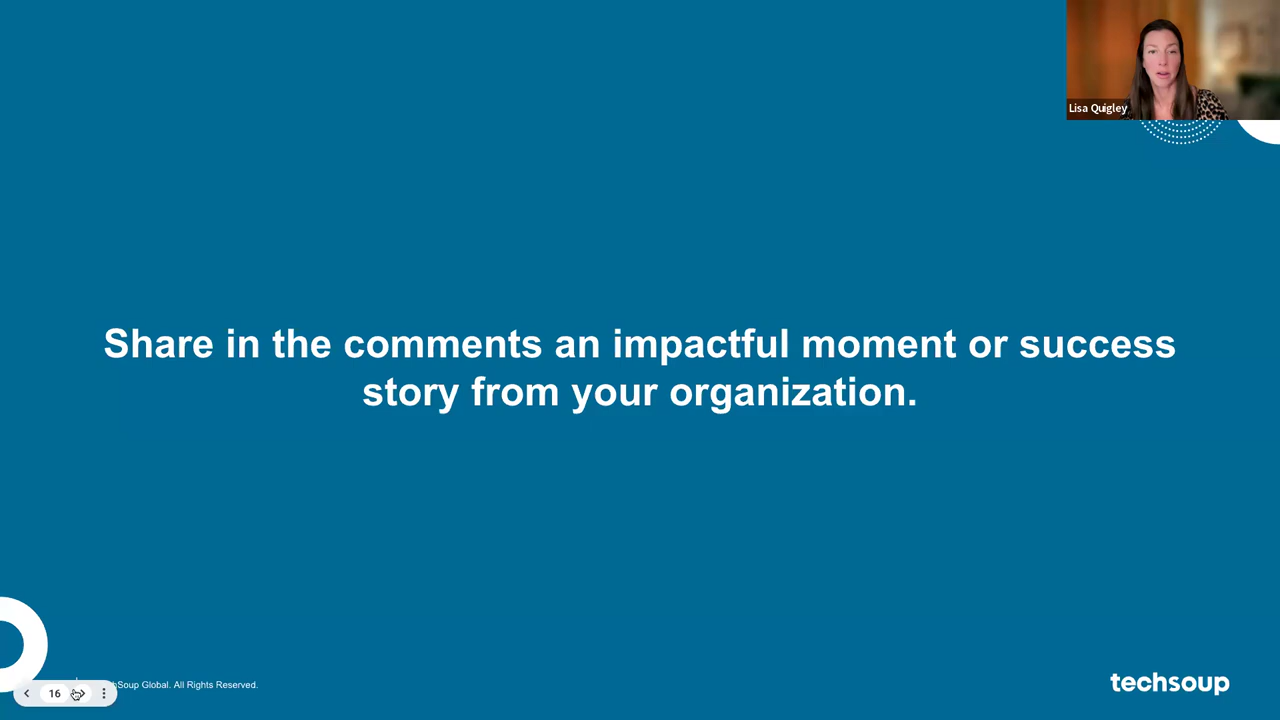 Lisa Quigley
Share in the comments an impactful moment or success
story from your organization.
Soup Global. All Rights Reserved.
16
techsoup